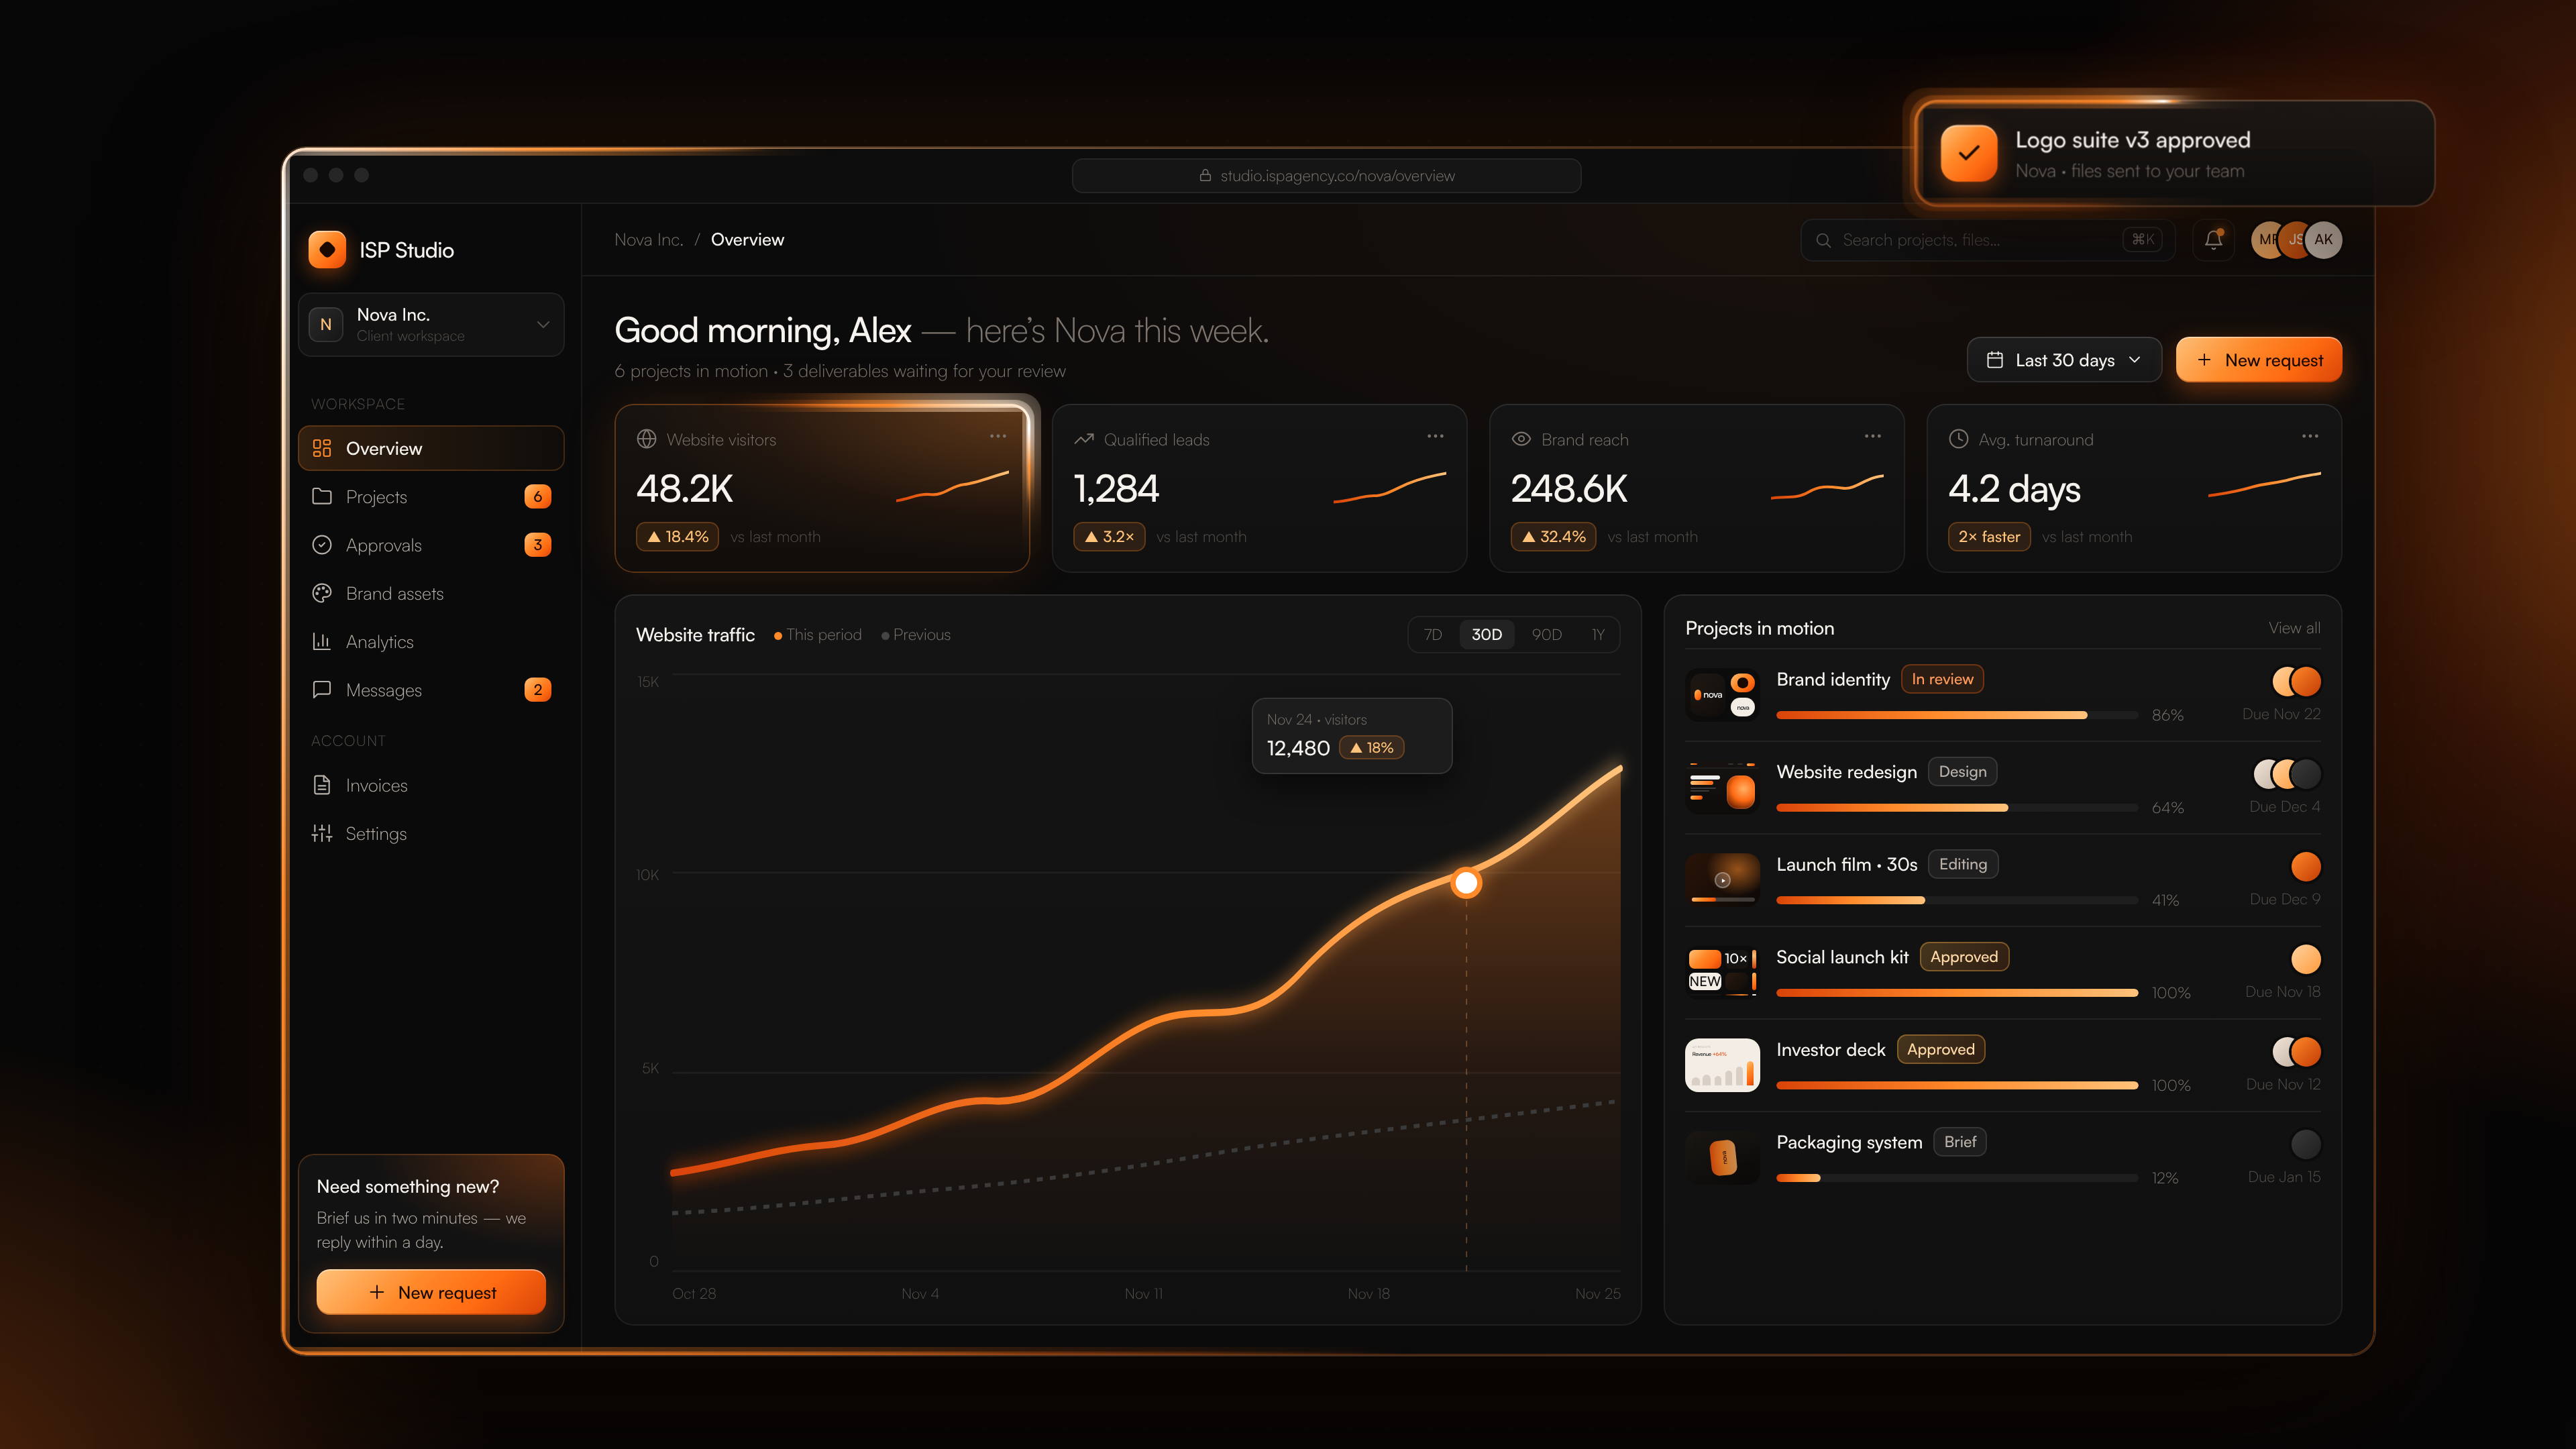 Logo suite v3 approved
Nova · files sent to your team
studio.ispagency.co/nova/overview
ISP Studio
N
Nova Inc.
Client workspace
WORKSPACE
Overview
Projects 6
Approvals 3
Brand assets
Analytics
Messages 2
ACCOUNT
Invoices
Settings
Need something new?
Brief us in two minutes — we
reply within a day.
+ New request
Nova Inc. / Overview
Search projects, files... ⌘K
JS AK
Good morning, Alex — here's Nova this week.
6 projects in motion · 3 deliverables waiting for your review
Last 30 days
+ New request
Website visitors
48.2K
▲ 18.4% vs last month
Qualified leads
1,284
▲ 3.2× vs last month
Brand reach
248.6K
▲ 32.4% vs last month
Avg. turnaround
4.2 days
2× faster vs last month
Website traffic This period Previous
7D 30D 90D 1Y
15K
10K
5K
0
Nov 24 · visitors
12,480 ▲ 18%
Oct 28 Nov 4 Nov 11 Nov 18 Nov 25
Projects in motion View all
nova
nova
Brand identity In review
86% Due Nov 22
Website redesign Design
64% Due Dec 4
Launch film · 30s Editing
41% Due Dec 9
10×
NEW
Social launch kit Approved
100% Due Nov 18
Revenue +64%
Investor deck Approved
100% Due Nov 12
nova
Packaging system Brief
12% Due Jan 15